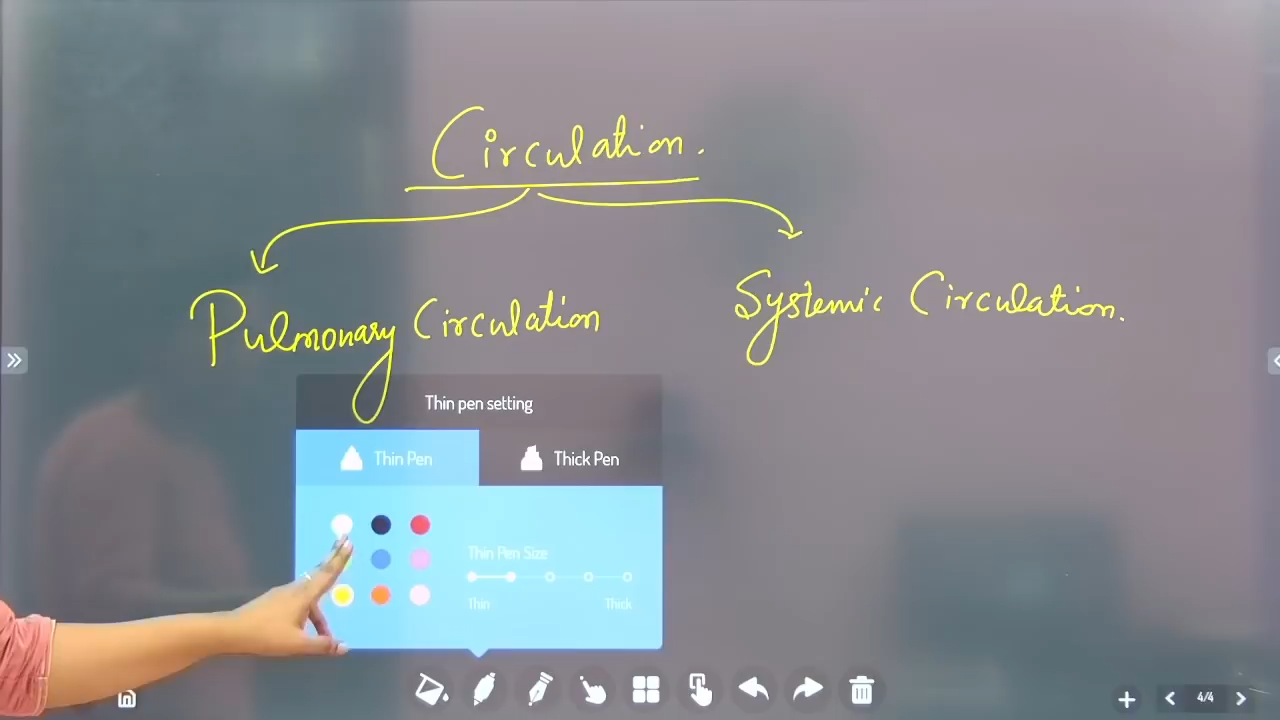 Circulation.
Pulmonary Circulation
Systemic Circulation.
Thin pen setting
Thin Pen
Thick Pen
Thin Pen Size
Thin
Thick
4/4